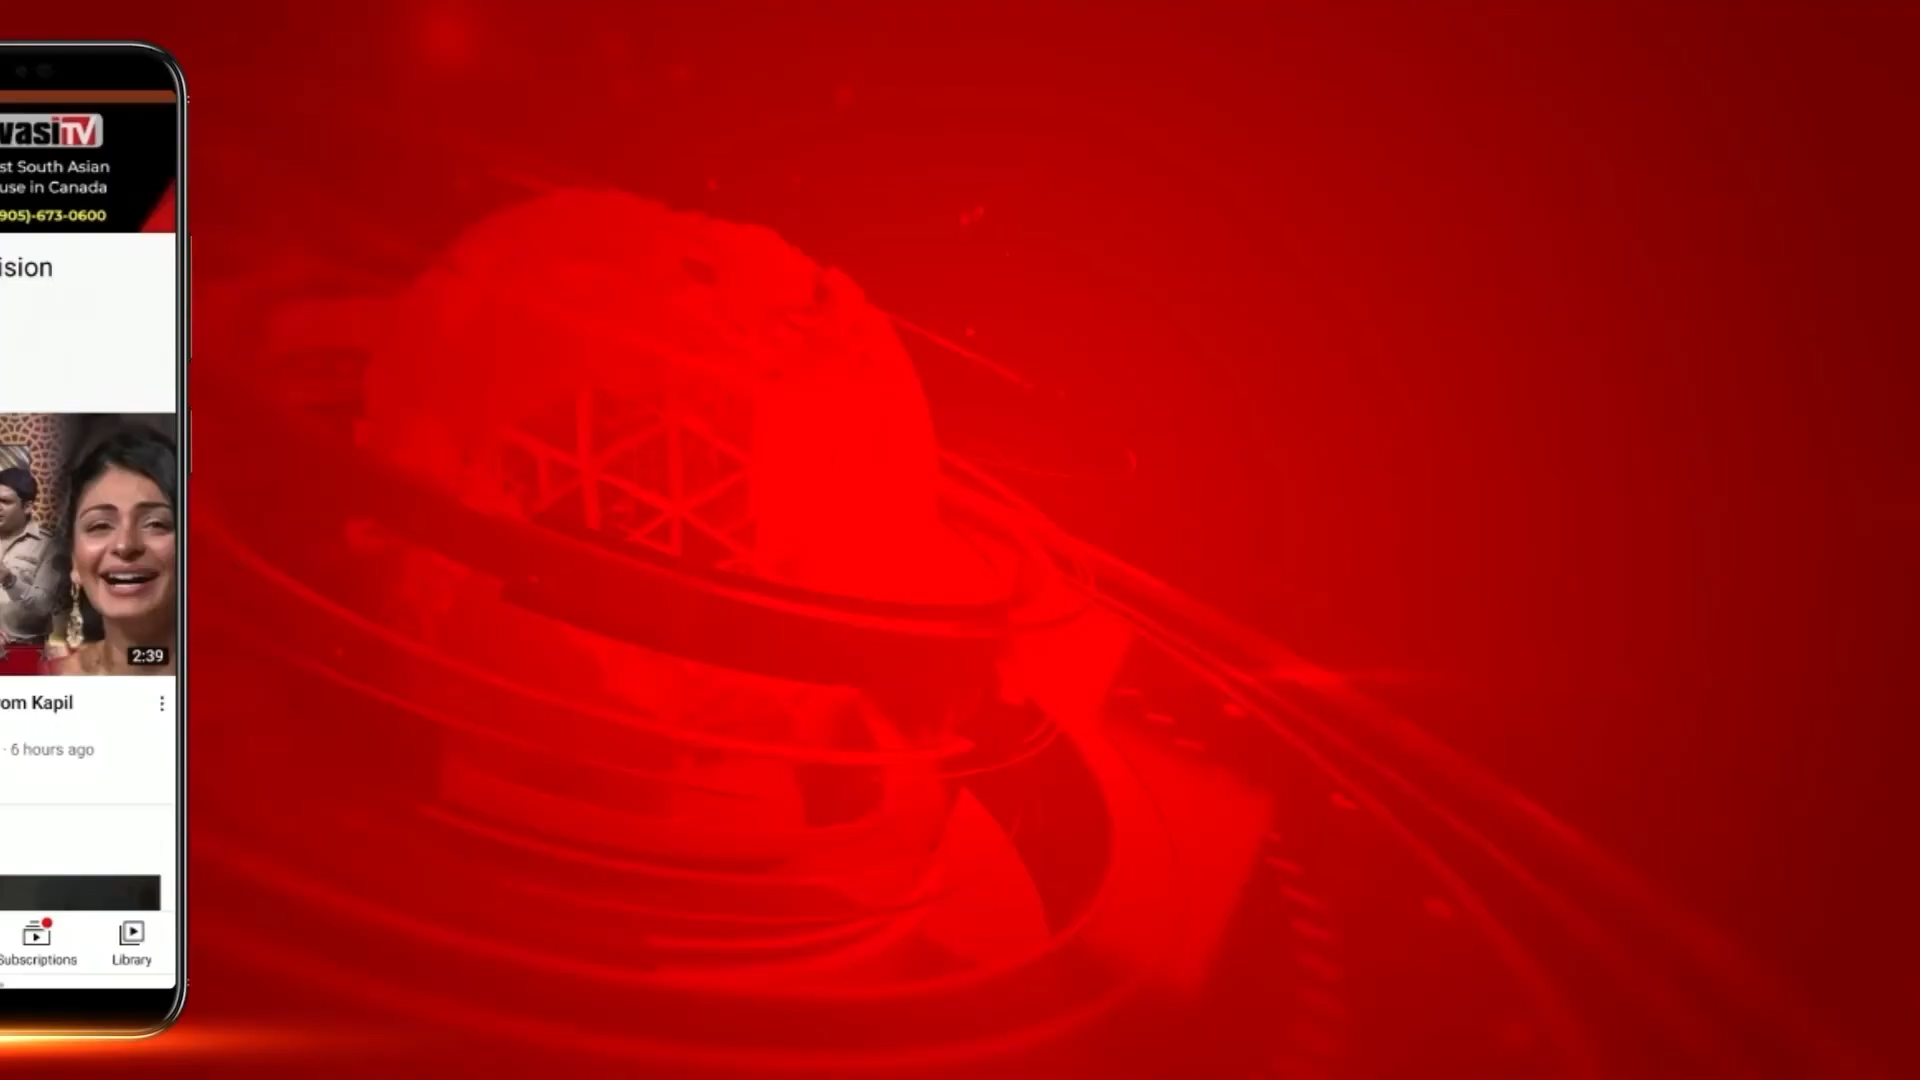 wasiTV
st South Asian
use in Canada
905)-673-0600
ision
2:39
om Kapil
· 6 hours ago
Subscriptions
Library